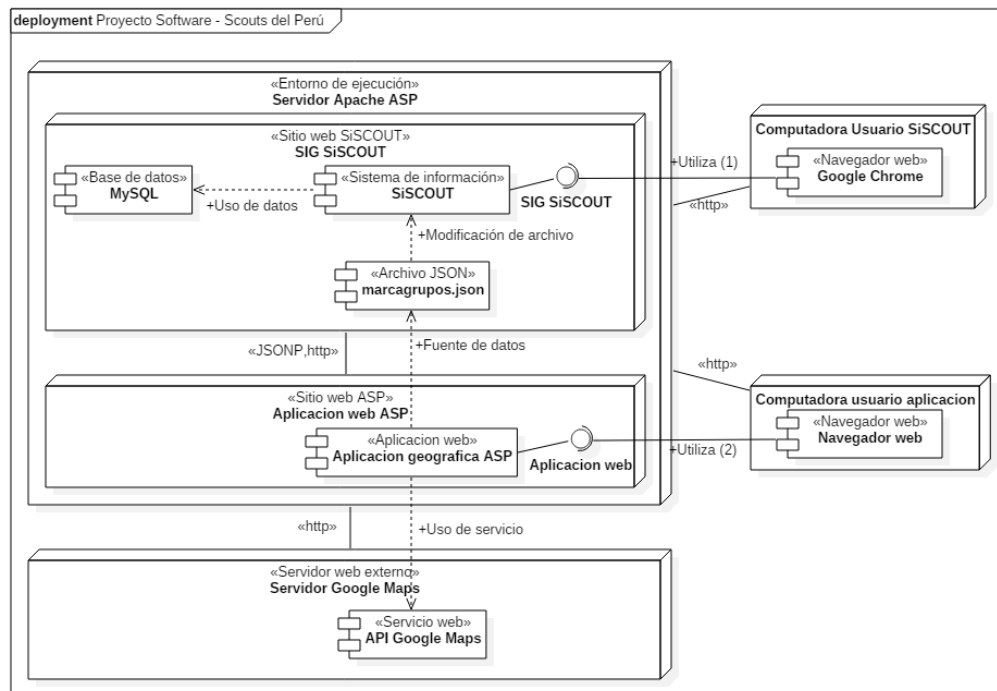 deployment Proyecto Software - Scouts del Perú
«Entorno de ejecución»
Servidor Apache ASP
«Sitio web SiSCOUT»
SIG SiSCOUT
«Base de datos»
MySQL
«Sistema de información»
SiSCOUT
+Uso de datos
SIG SiSCOUT
+Modificación de archivo
«Archivo JSON»
marcagrupos.json
+Utiliza (1)
«http»
Computadora Usuario SiSCOUT
«Navegador web»
Google Chrome
«JSONP,http»
+Fuente de datos
«Sitio web ASP»
Aplicacion web ASP
«Aplicacion web»
Aplicacion geografica ASP
Aplicacion web
«http»
+Utiliza (2)
Computadora usuario aplicacion
«Navegador web»
Navegador web
«http»
+Uso de servicio
«Servidor web externo»
Servidor Google Maps
«Servicio web»
API Google Maps